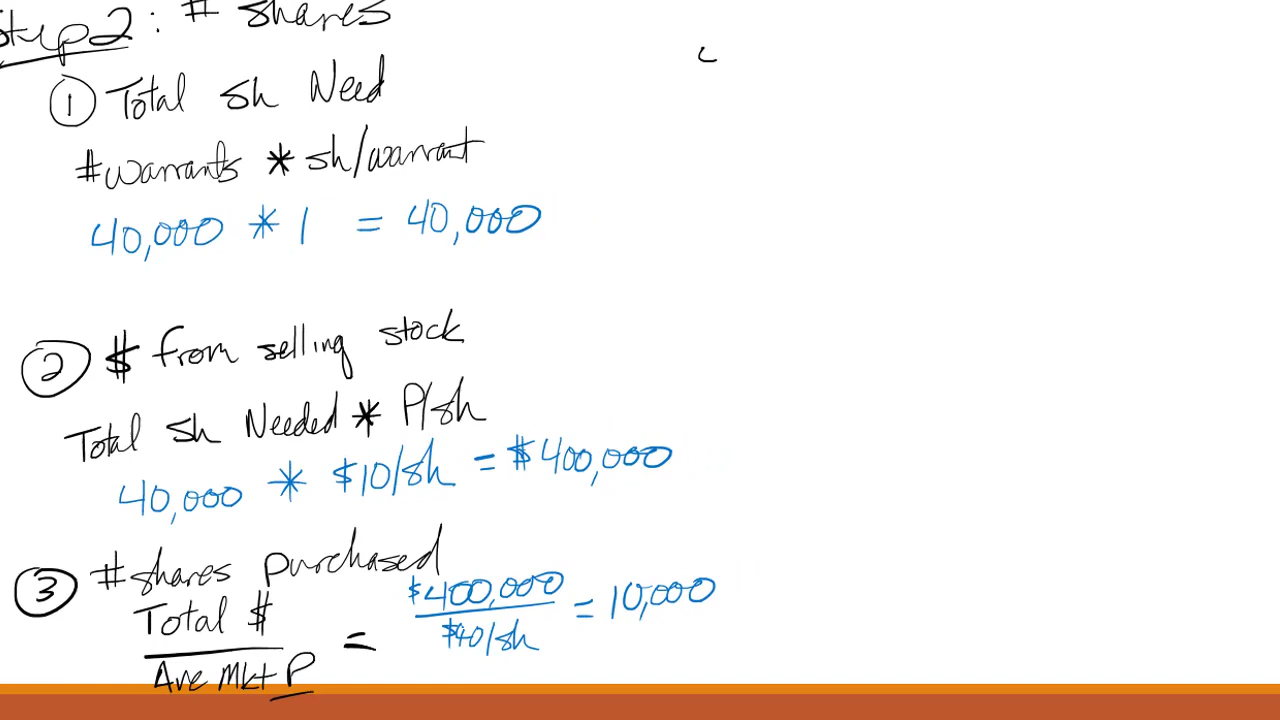 Step 2: # shares
① Total sh Need
#warrants * sh/warrant
40,000 * 1 = 40,000
② $ from selling stock
Total sh Needed * P/sh
40,000 * $10/sh = $400,000
③ #shares purchased
Total $ / Ave Mkt P = $400,000 / $40/sh = 10,000